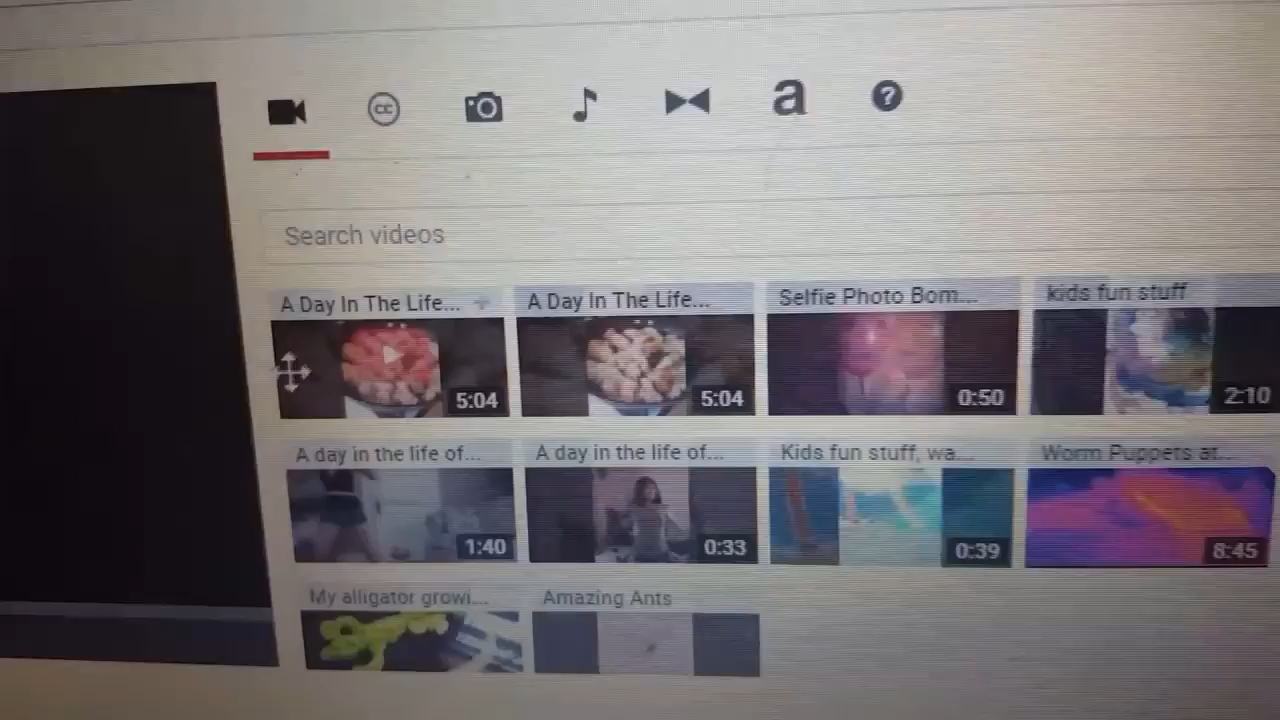 cc
a
?
Search videos
A Day In The Life...
A Day In The Life...
Selfie Photo Bom...
kids fun stuff
5:04
5:04
0:50
2:10
A day in the life of...
A day in the life of...
Kids fun stuff, wa...
Worm Puppets at...
1:40
0:33
0:39
8:45
My alligator growi...
Amazing Ants